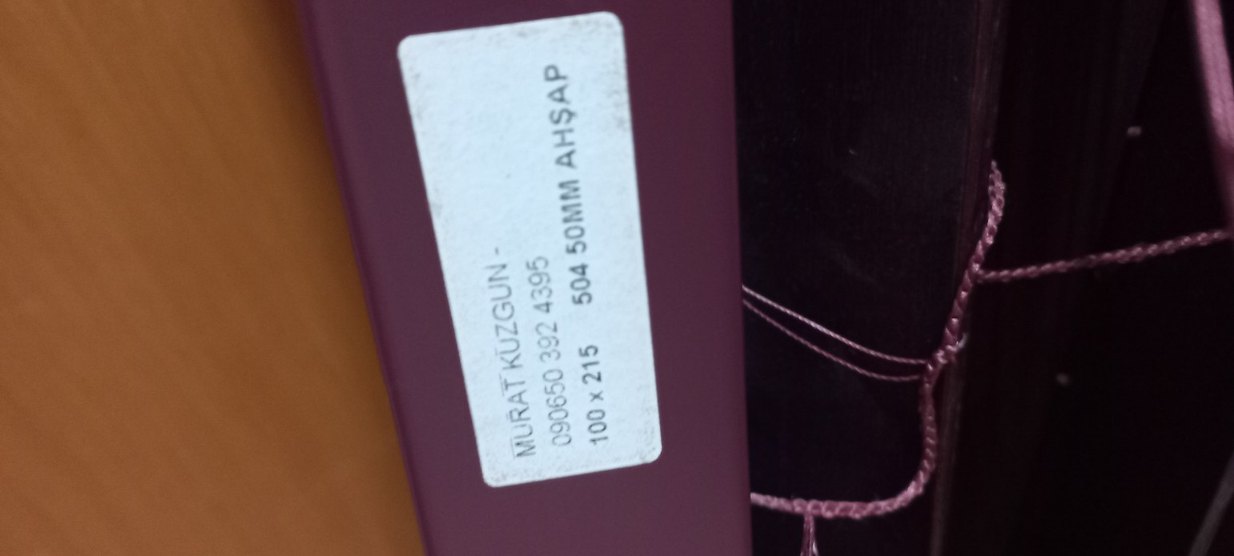 MURAT KUZGUN -
090650 392 4395
100 x 215 504 50MM AHŞAP